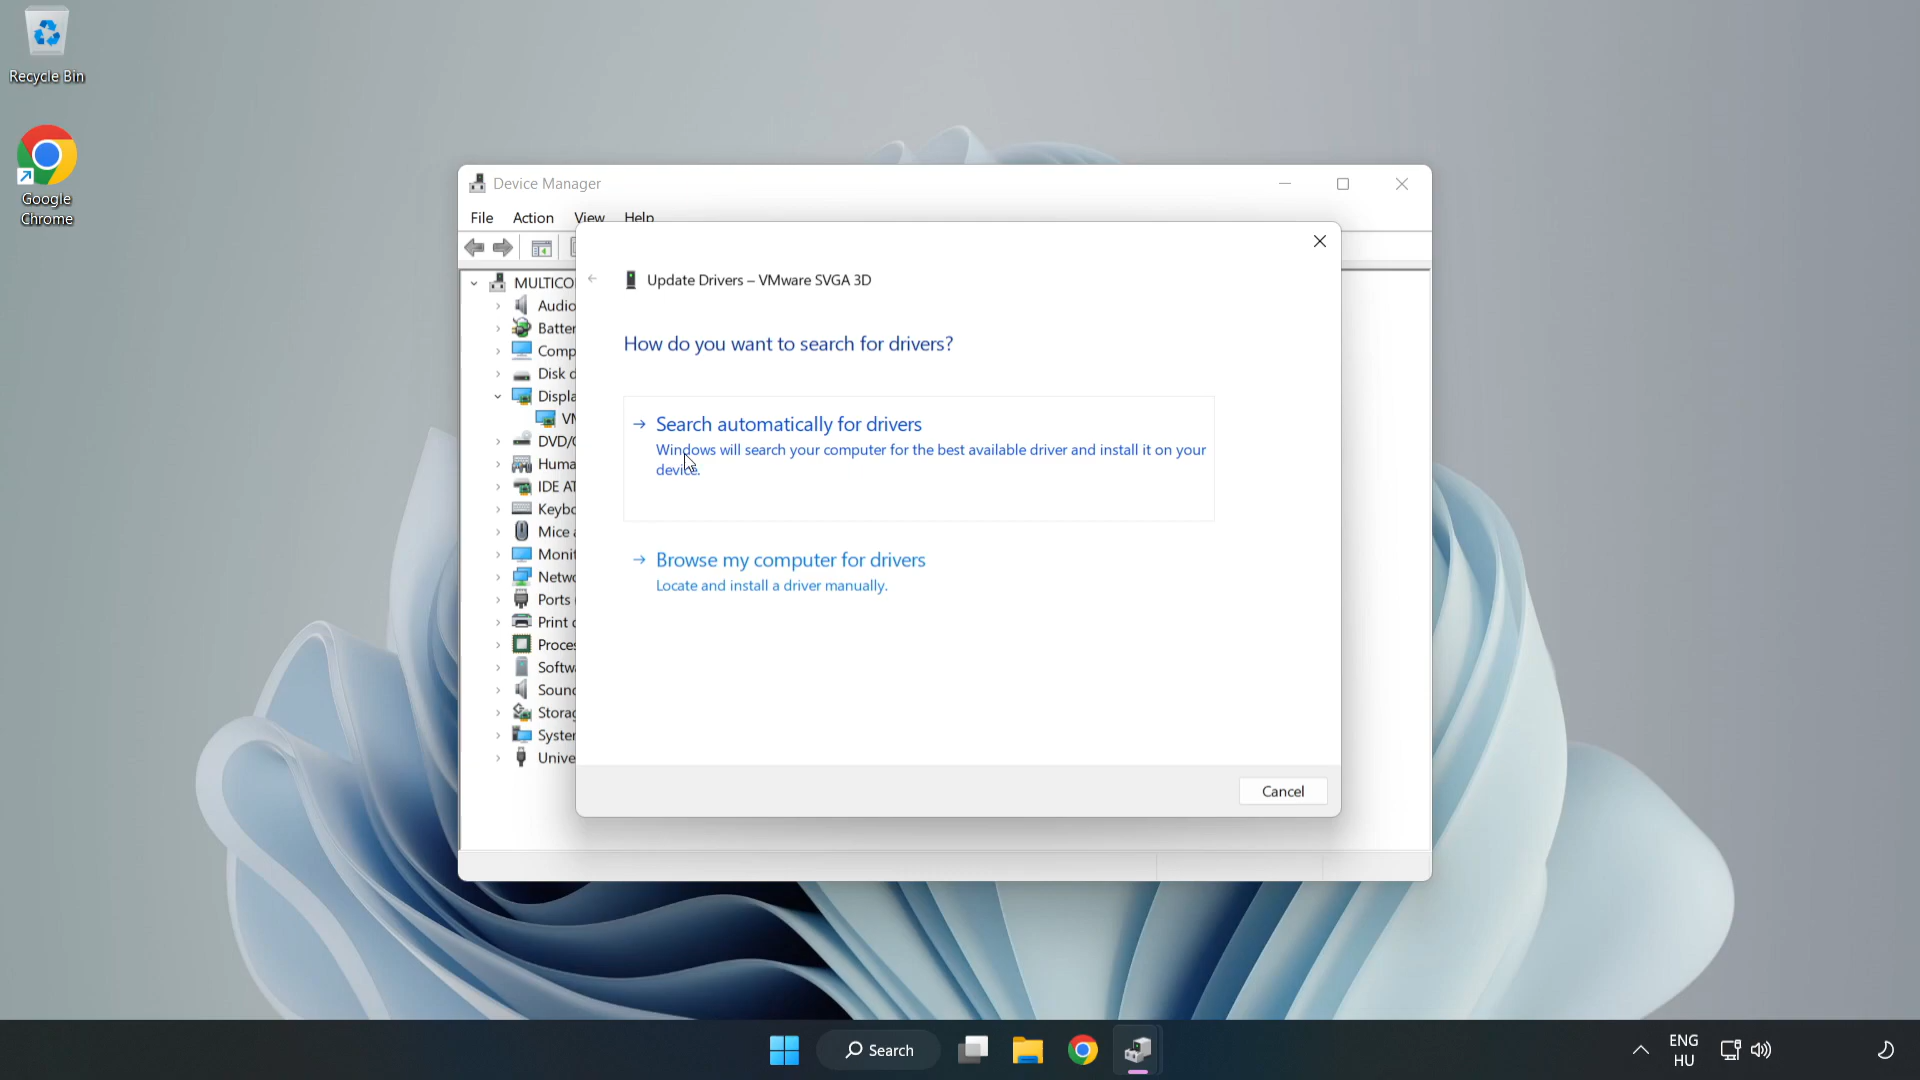 Recycle Bin
Google
Chrome
Device Manager
File Action View Help
Update Drivers – VMware SVGA 3D
How do you want to search for drivers?
Search automatically for drivers
Windows will search your computer for the best available driver and install it on your
device.
Browse my computer for drivers
Locate and install a driver manually.
Cancel
MULTICO
Audio
Batter
Comp
Disk d
Displa
VM
DVD/C
Huma
IDE AT
Keybo
Mice a
Monit
Netwo
Ports
Print q
Proces
Softwa
Sound
Storag
System
Unive
Search
ENG
HU